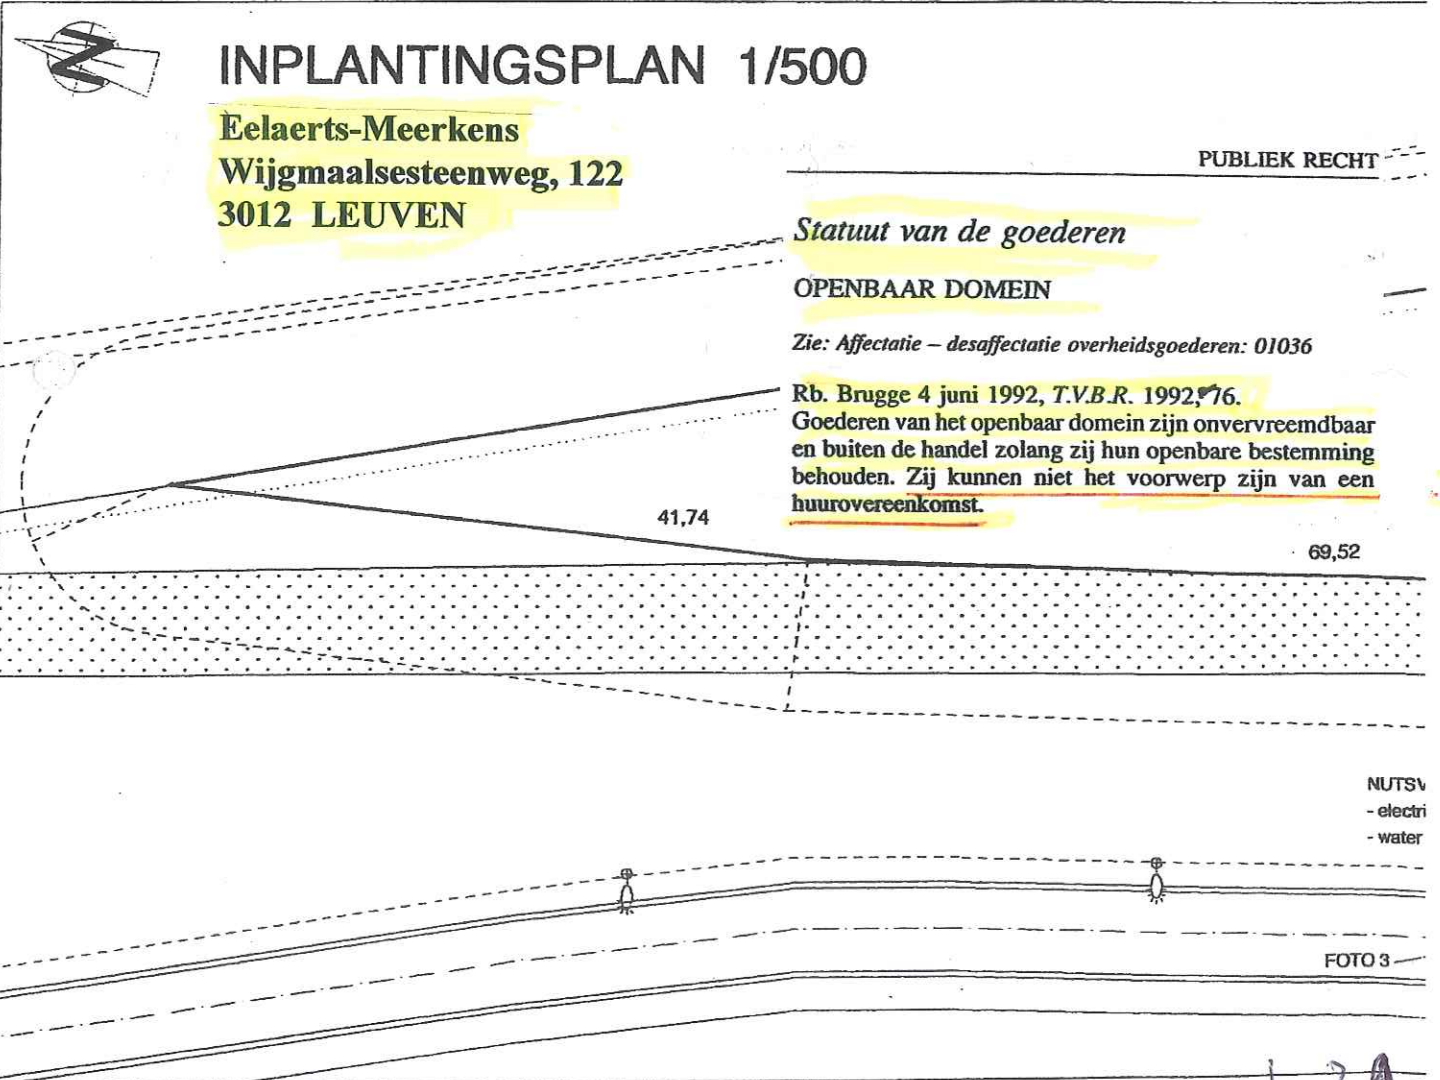 INPLANTINGSPLAN 1/500
Eelaerts-Meerkens
Wijgmaalsesteenweg, 122
3012 LEUVEN
PUBLIEK RECHT
Statuut van de goederen
OPENBAAR DOMEIN
Zie: Affectatie – desaffectatie overheidsgoederen: 01036
Rb. Brugge 4 juni 1992, T.V.B.R. 1992, 76.
Goederen van het openbaar domein zijn onvervreemdbaar
en buiten de handel zolang zij hun openbare bestemming
behouden. Zij kunnen niet het voorwerp zijn van een
huurovereenkomst.
41,74
69,52
NUTSV
- electri
- water
FOTO 3